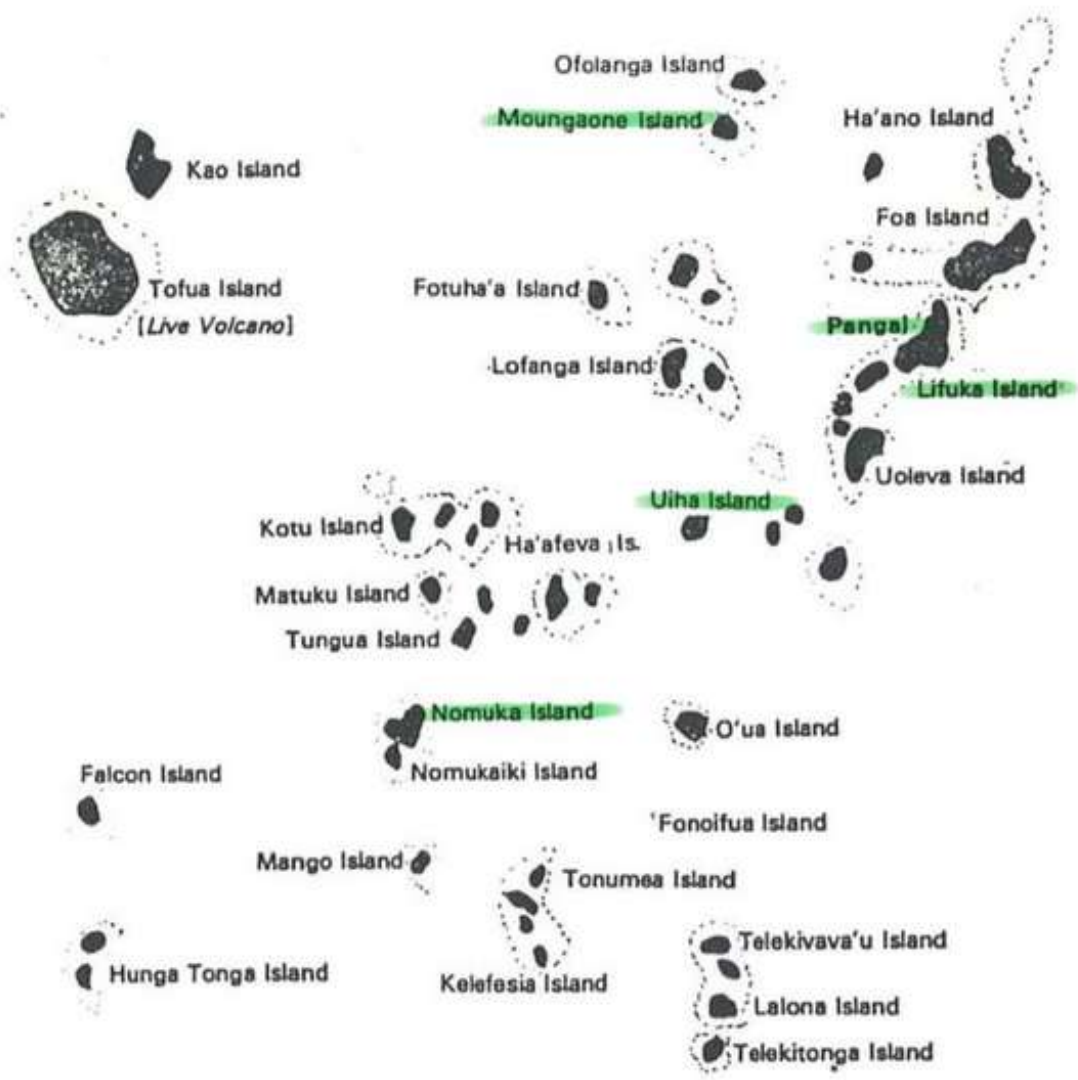 Ofolanga Island
Moungaone Island
Ha'ano Island
Kao Island
Foa Island
Tofua Island
[Live Volcano]
Fotuha'a Island
Pangai
Lofanga Island
Lifuka Island
Uoleva Island
Uiha Island
Kotu Island
Ha'afeva Is.
Matuku Island
Tungua Island
Nomuka Island
O'ua Island
Nomukaiki Island
Falcon Island
'Fonoifua Island
Mango Island
Tonumea Island
Telekivava'u Island
Hunga Tonga Island
Kelefesia Island
Lalona Island
Telekitonga Island